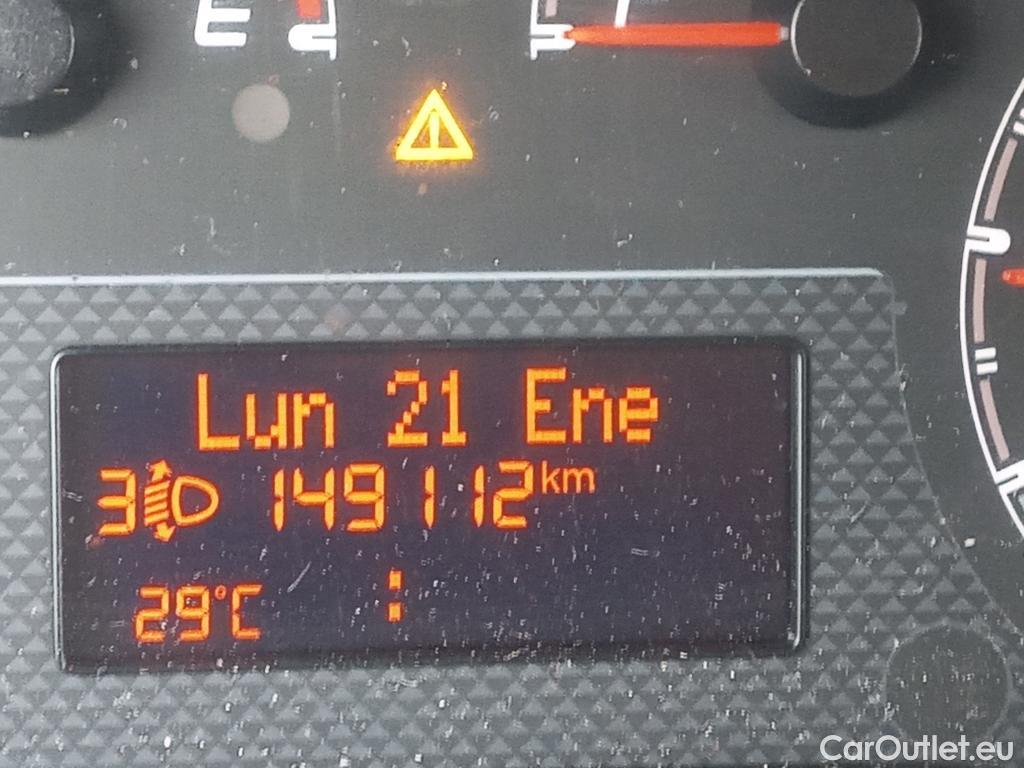 E
Lun 21 Ene
3 149112 km
29°C :
CarOutlet.eu